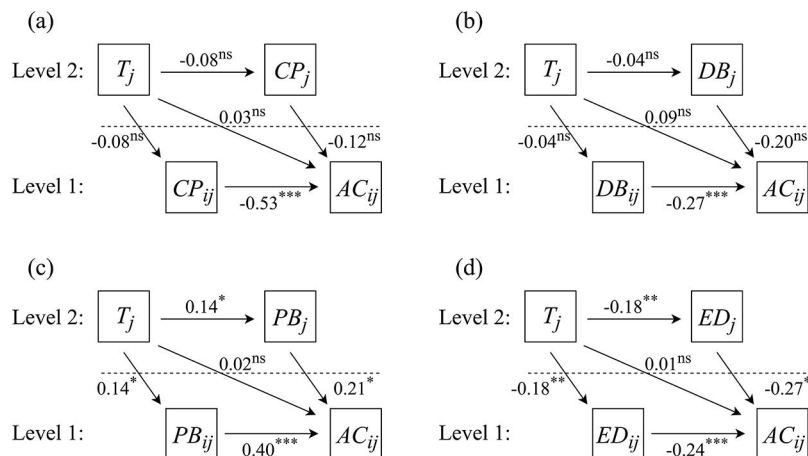 (a)
Level 2: T_j -0.08^ns CP_j
0.03^ns
-0.08^ns -0.12^ns
Level 1: CP_ij -0.53^*** AC_ij
(b)
Level 2: T_j -0.04^ns DB_j
0.09^ns
-0.04^ns -0.20^ns
Level 1: DB_ij -0.27^*** AC_ij
(c)
Level 2: T_j 0.14^* PB_j
0.02^ns
0.14^* 0.21^*
Level 1: PB_ij 0.40^*** AC_ij
(d)
Level 2: T_j -0.18^** ED_j
0.01^ns
-0.18^** -0.27^*
Level 1: ED_ij -0.24^*** AC_ij